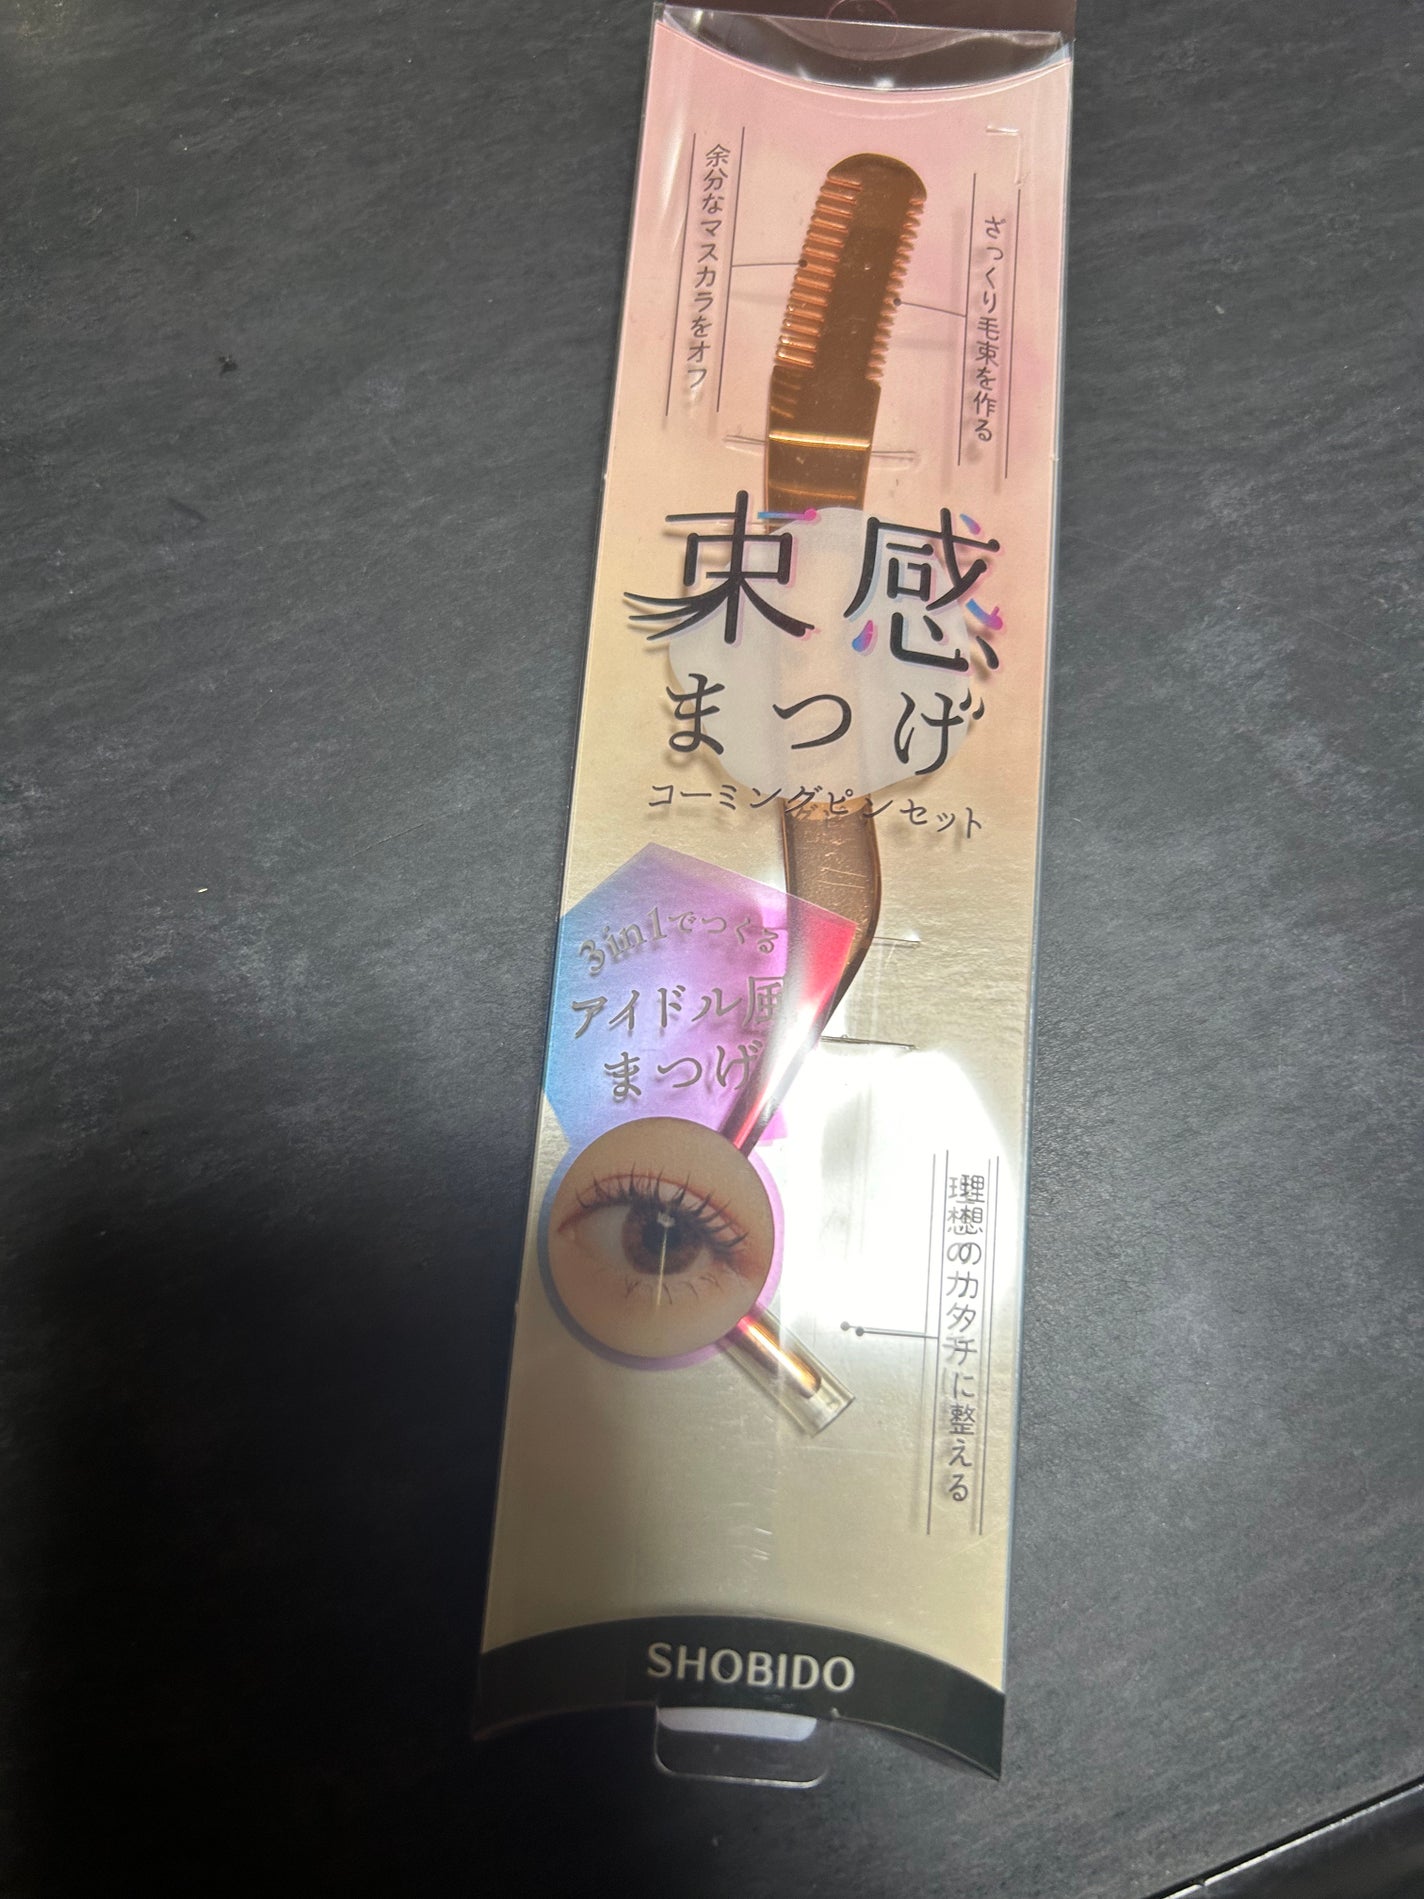 ざっくり毛束を作る
余分なマスカラをオフ
束感
まつげ
コーミングピンセット
3in1でつくる
アイドル風
まつげ
理想のカタチに整える
SHOBIDO